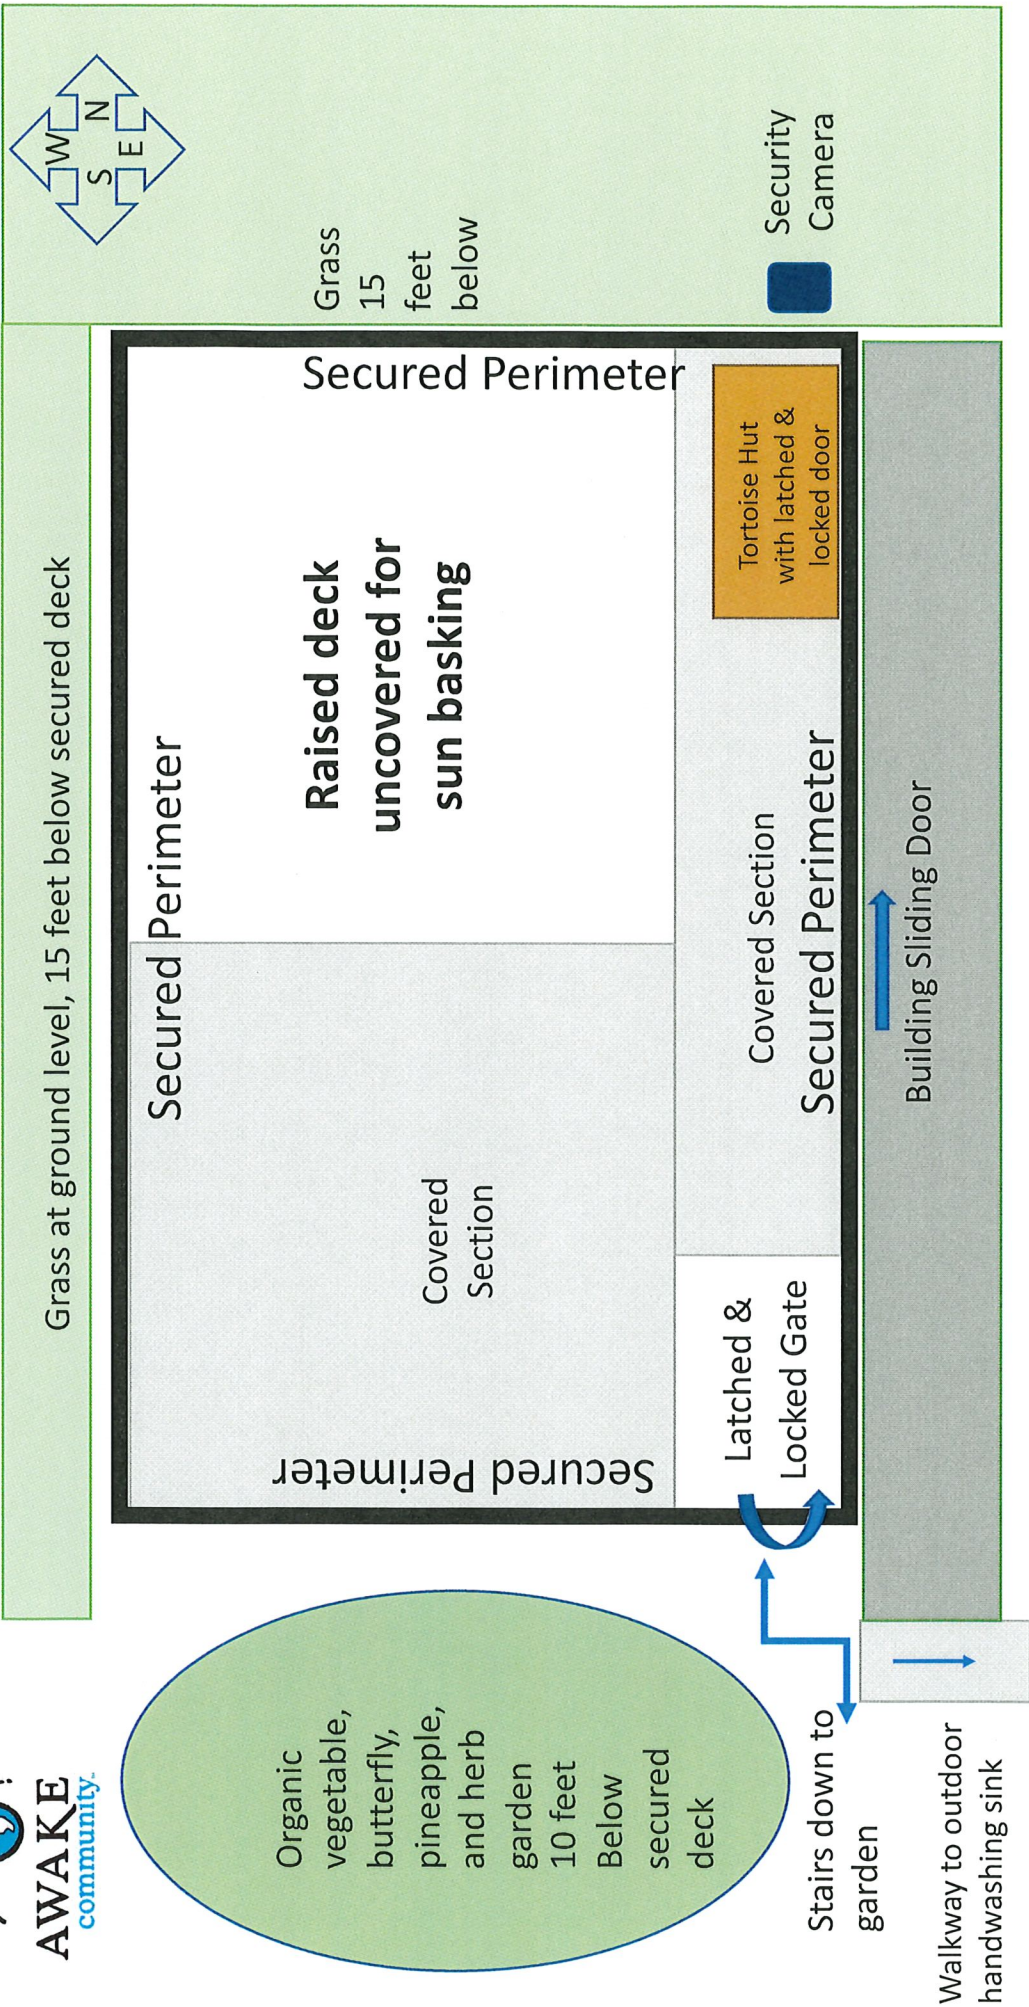 AWAKE
community.
Grass at ground level, 15 feet below secured deck
W
S N
E
Secured Perimeter
Grass
15
feet
below
Secured Perimeter
Raised deck
uncovered for
sun basking
Covered
Section
Secured Perimeter
Organic
vegetable,
butterfly,
pineapple,
and herb
garden
10 feet
Below
secured
deck
Latched &
Locked Gate
Covered Section
Secured Perimeter
Tortoise Hut
with latched &
locked door
Security
Camera
Stairs down to
garden
Building Sliding Door
Walkway to outdoor
handwashing sink